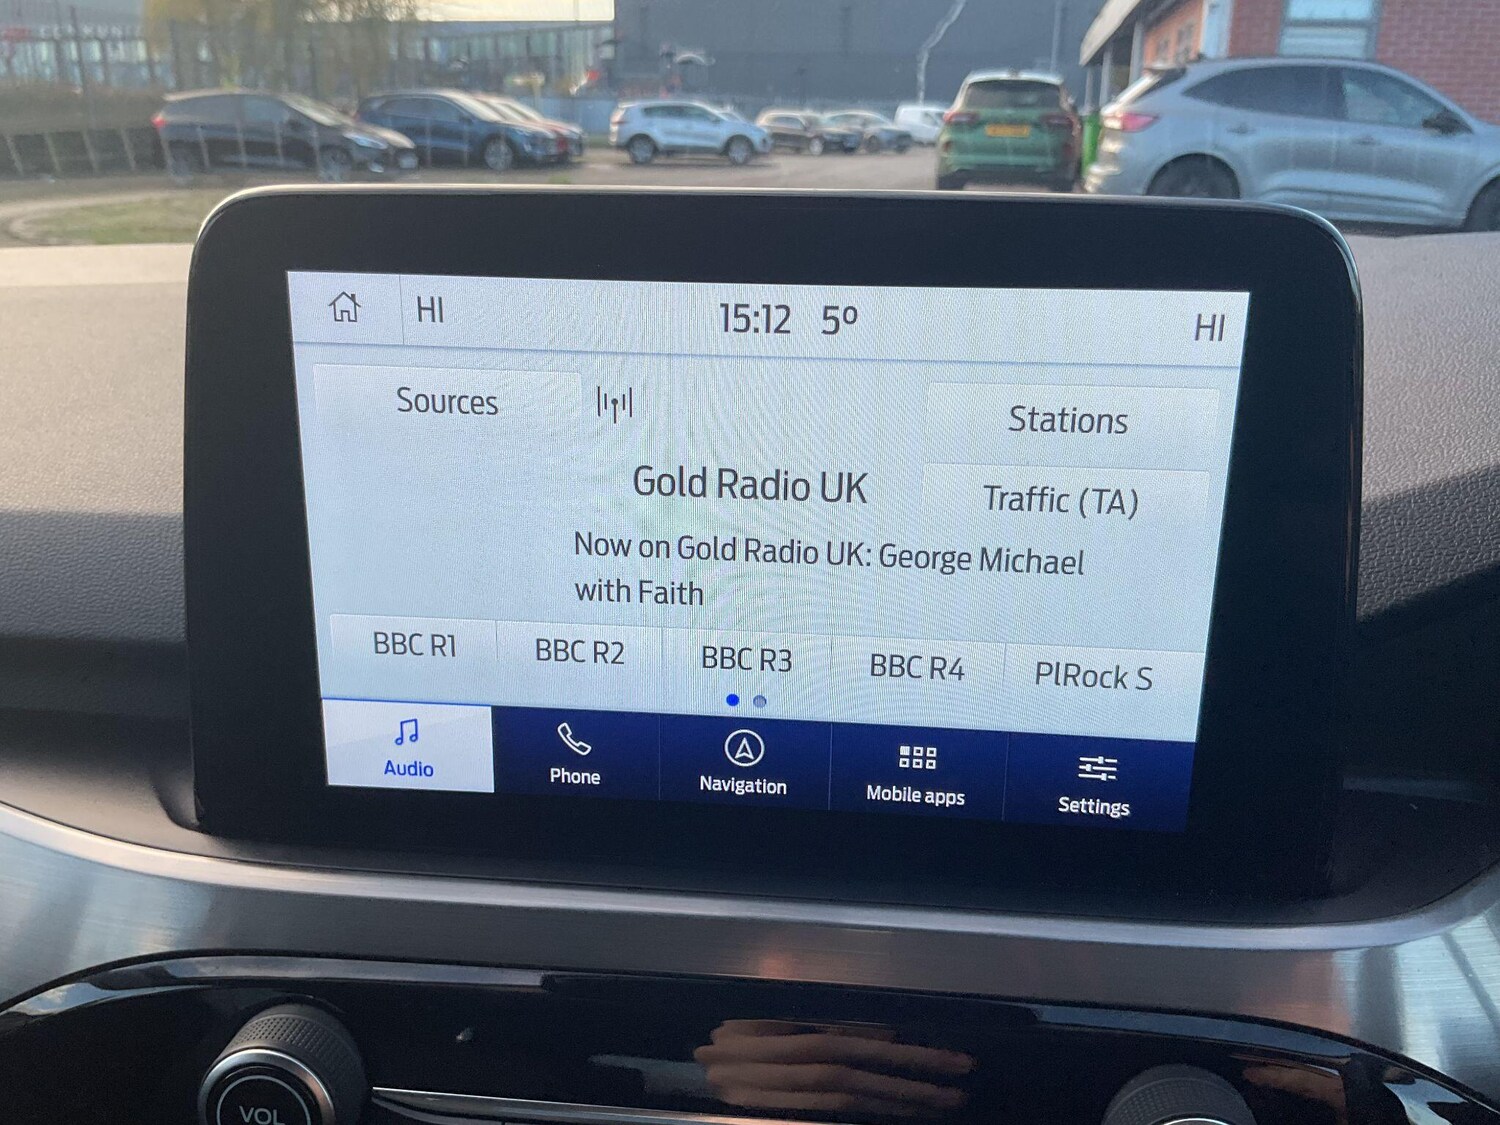 HI
15:12 5º
HI
Sources
Stations
Gold Radio UK
Traffic (TA)
Now on Gold Radio UK: George Michael
with Faith
BBC R1
BBC R2
BBC R3
BBC R4
PlRock S
Audio
Phone
Navigation
Mobile apps
Settings
VOL